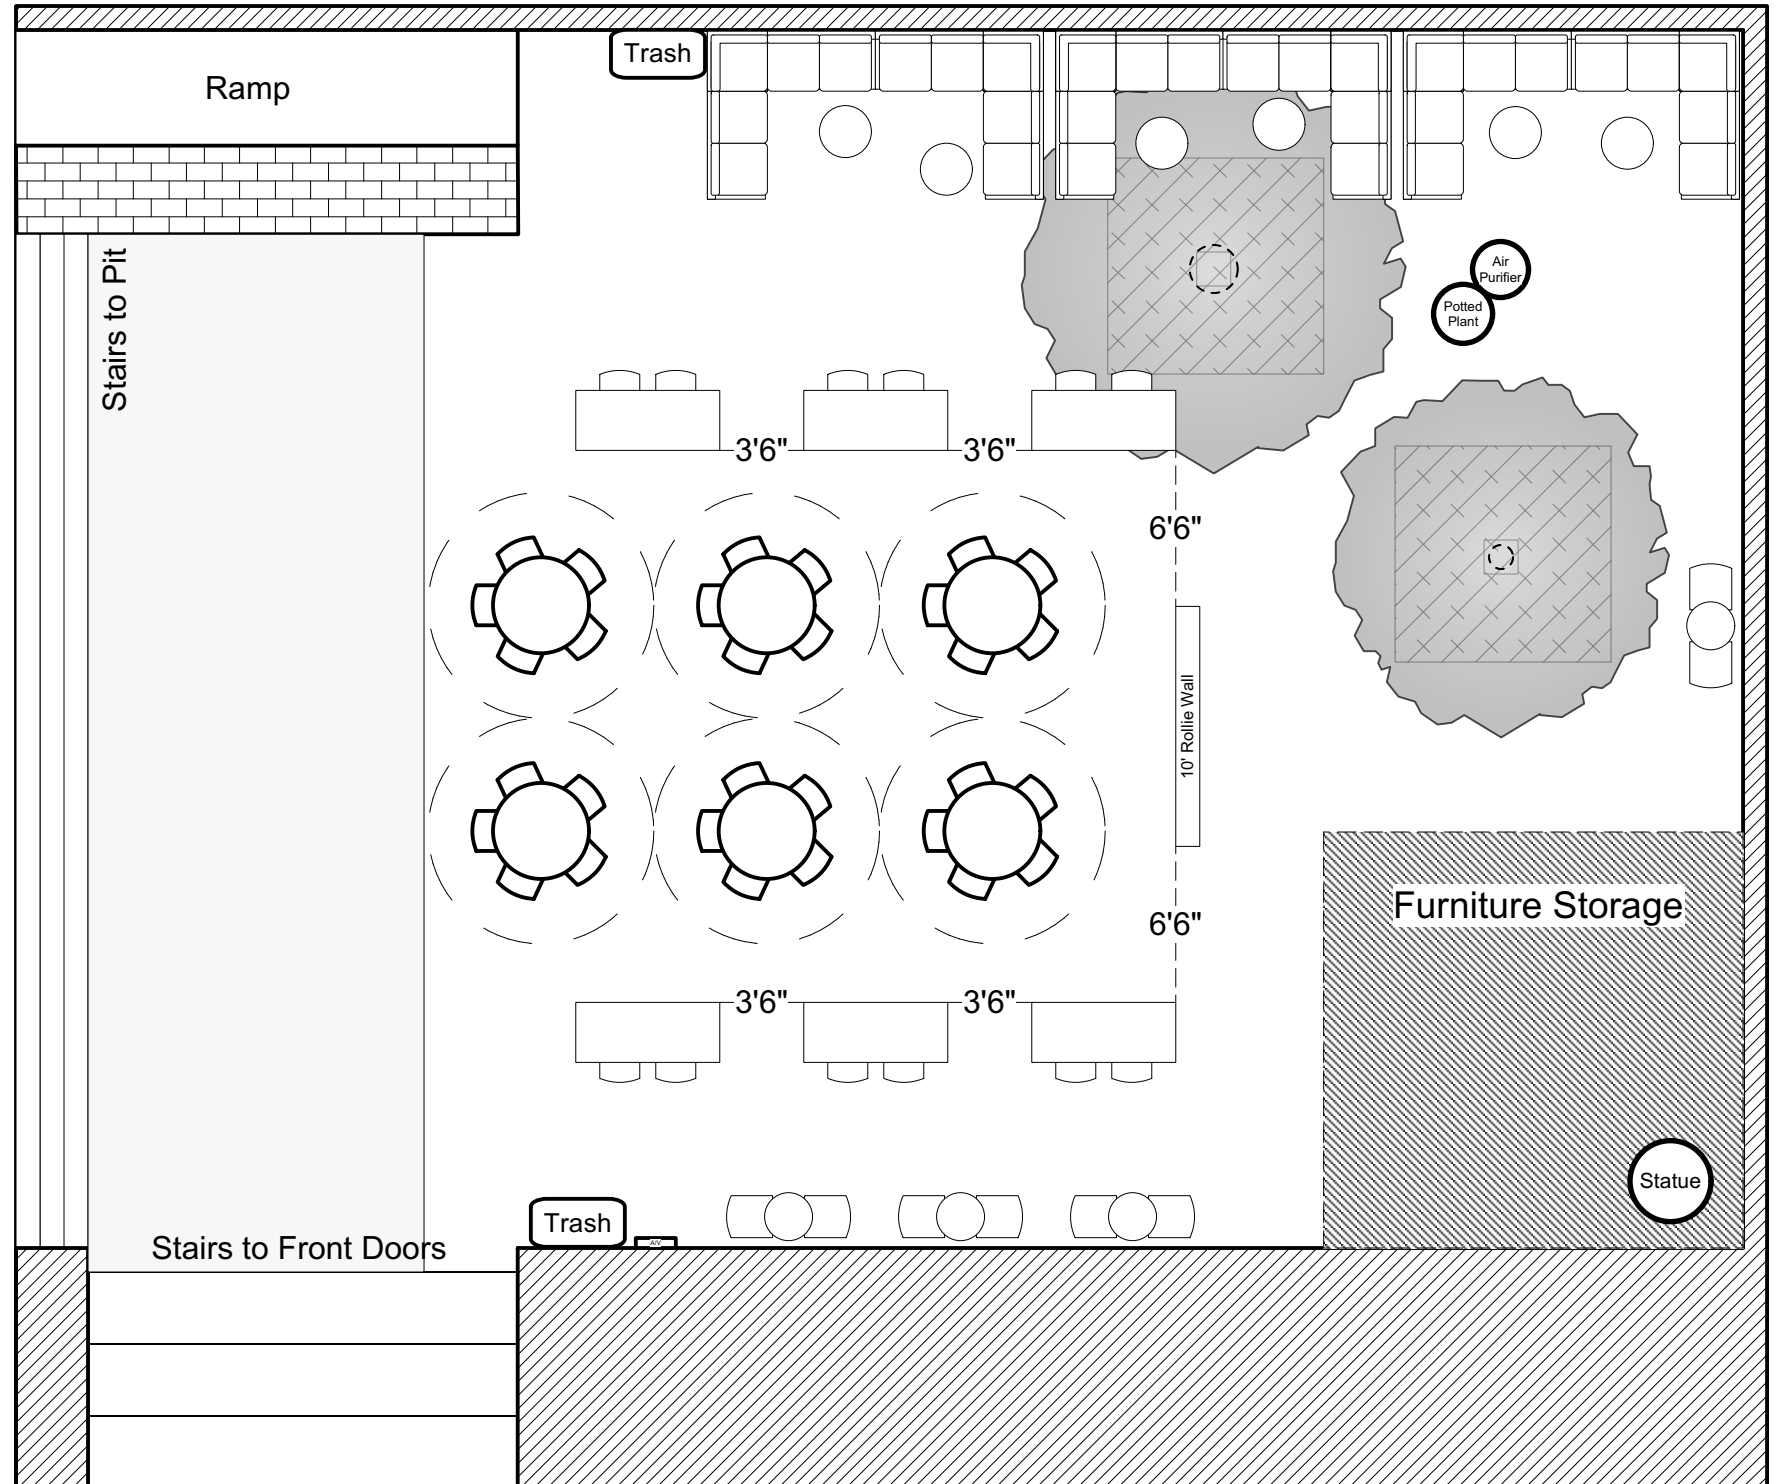 Trash
Ramp
Stairs to Pit
Air
Purifier
Potted
Plant
3'6"
3'6"
6'6"
10' Rollie Wall
Furniture Storage
6'6"
3'6"
3'6"
Statue
Trash
A/V
Stairs to Front Doors